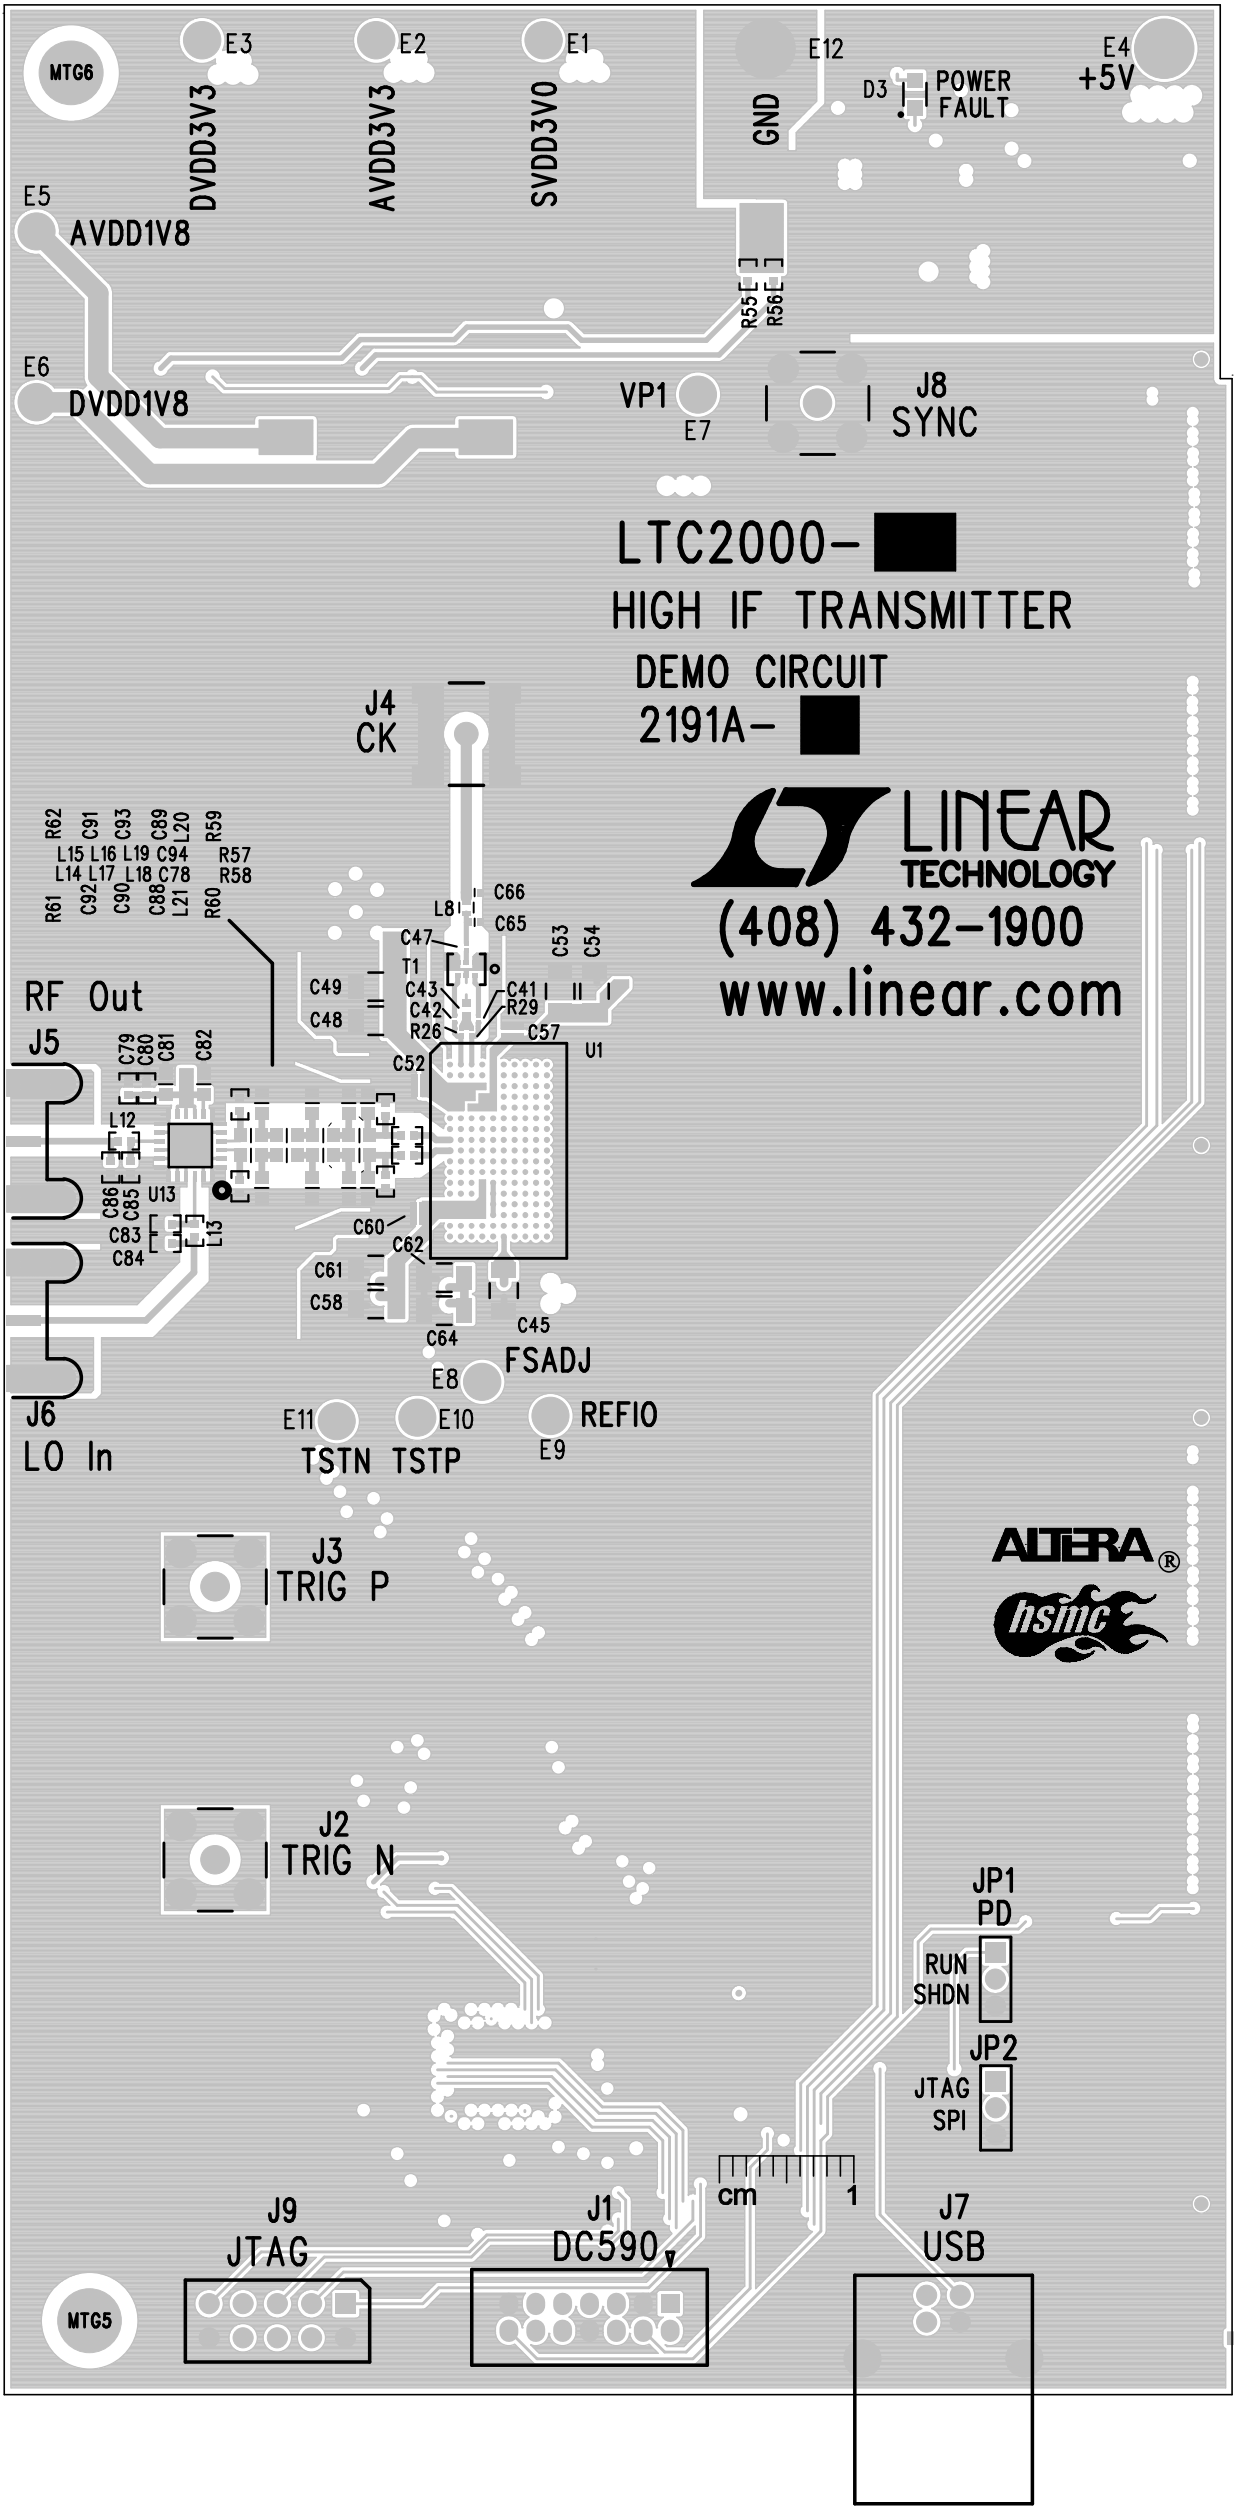 MTG6
E3
E2
E1
E12
E4
+5V
D3
POWER
FAULT
DVDD3V3
AVDD3V3
SVDD3V0
GND
E5
AVDD1V8
R55
R56
E6
DVDD1V8
VP1
E7
J8
SYNC
LTC2000-
HIGH IF TRANSMITTER
DEMO CIRCUIT
2191A-
J4
CK
LINEAR
TECHNOLOGY
(408) 432-1900
www.linear.com
R62 C91 C93 C89 L20 R59
L15 L16 L19 C94 R57
L14 L17 L18 C78 R58
R61 C92 C90 C88 L21 R60
C66
L8
C65
C47
C53
C54
T1
C49
C43
C41
C42
R29
C48
R26
C57
U1
C52
RF Out
J5
C79
C80
C81
C82
L12
C86
C85
U13
C83
L13
C84
C60
C62
C61
C58
C64
C45
FSADJ
E8
J6
LO In
E11
E10
REFIO
E9
TSTN
TSTP
J3
TRIG P
ALTERA®
hsmc
J2
TRIG N
JP1
PD
RUN
SHDN
JP2
JTAG
SPI
cm 1
J9
JTAG
J1
DC590
J7
USB
MTG5